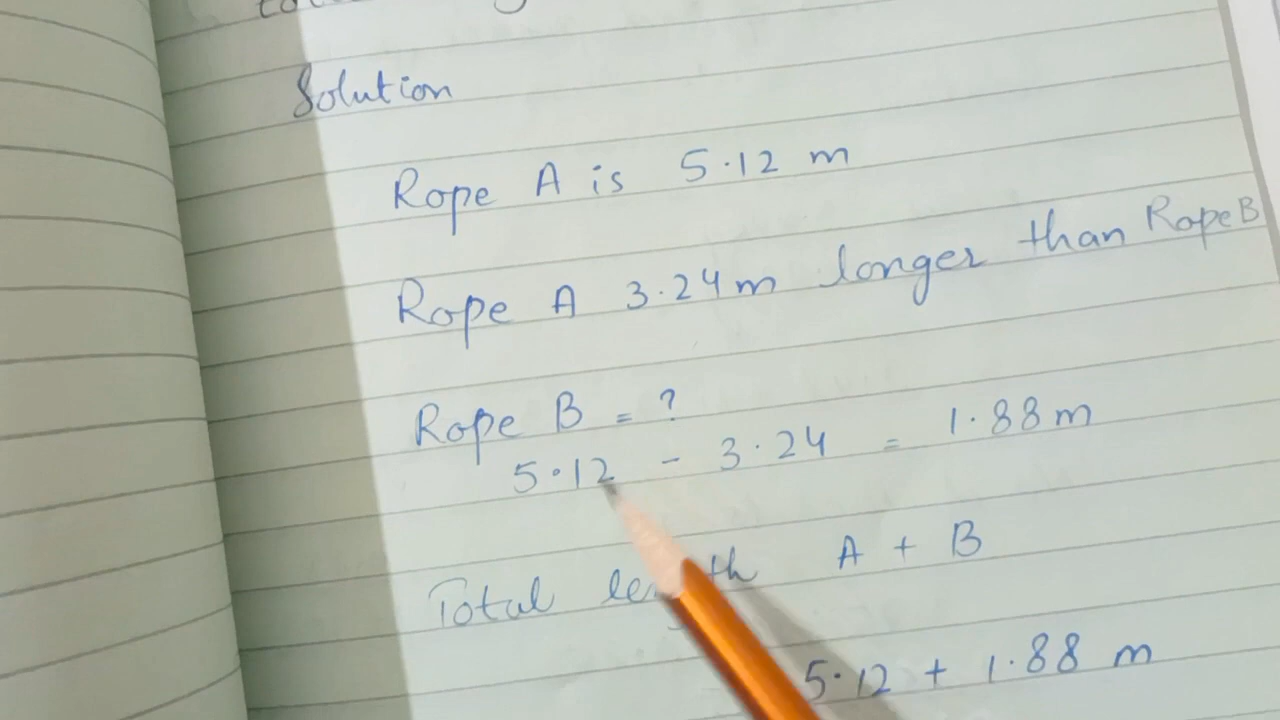 Solution
Rope A is 5.12 m
Rope A 3.24m longer than Rope B
Rope B = ?
5.12 - 3.24 = 1.88 m
Total A + B
5.12 + 1.88 m